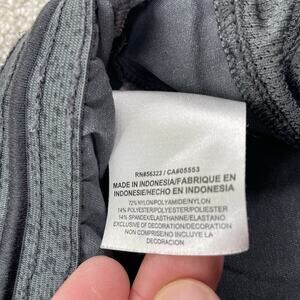 RN#56323 / CA#05553
MADE IN INDONESIA/FABRIQUE EN
INDONESIE/HECHO EN INDONESIA
72% NYLON/POLYAMIDE/NYLON
14% POLYESTER/POLYESTER/POLIESTER
14% SPANDEX/ELASTHANNE/ELASTANO
EXCLUSIVE OF DECORATION/DECORATION
NON COMPRISE/NO INCLUYE LA
DECORACION